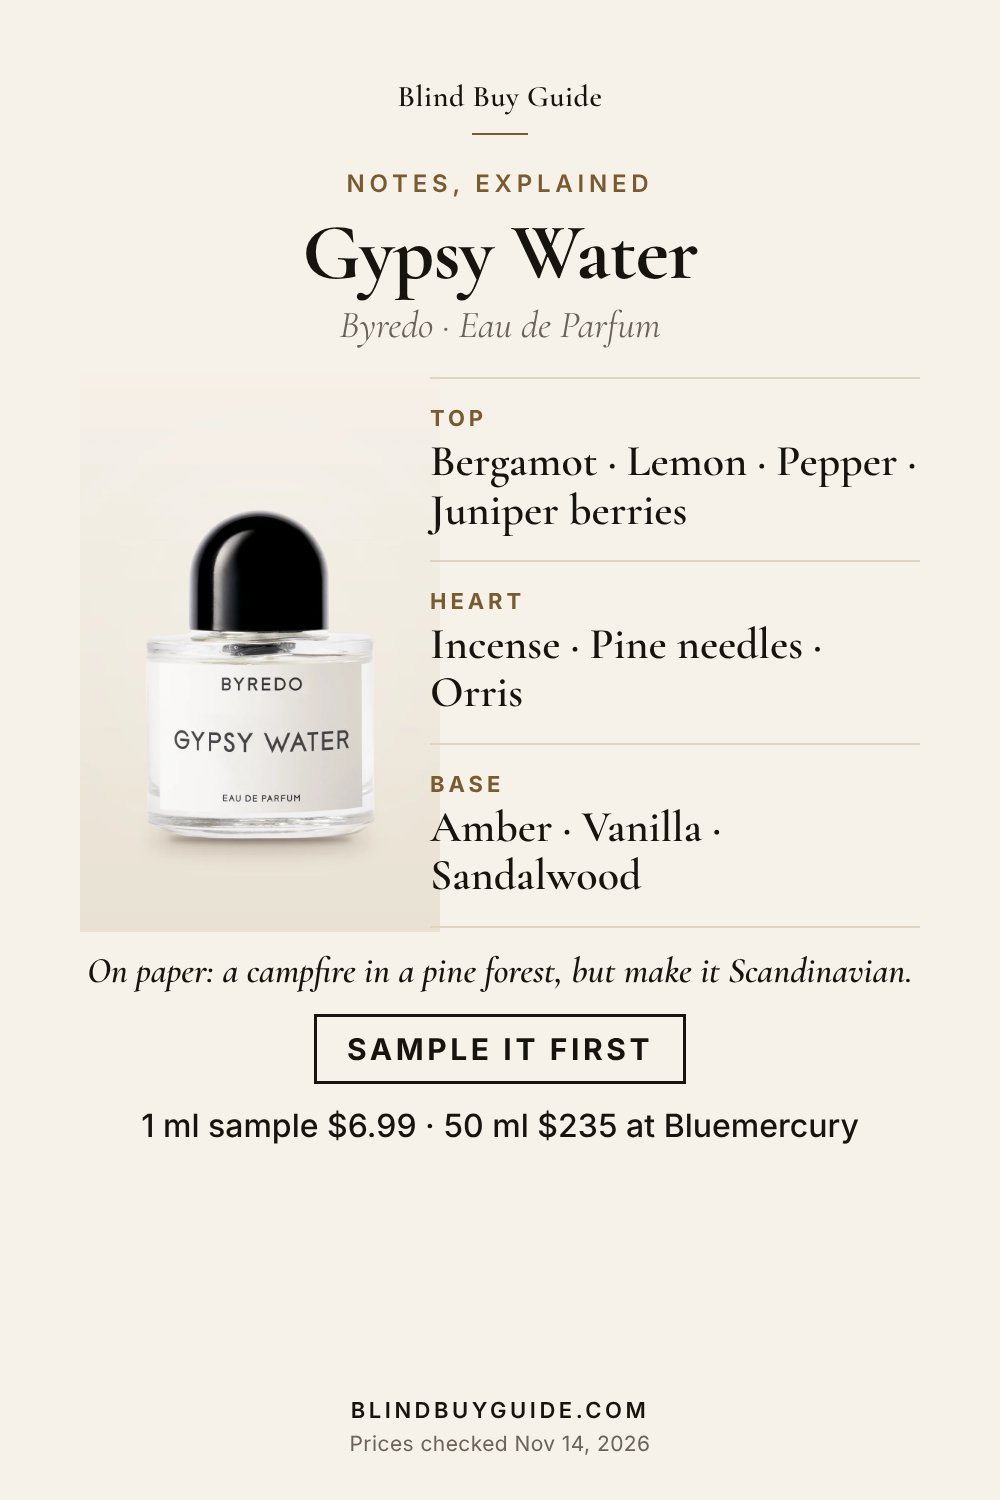 Blind Buy Guide
NOTES, EXPLAINED
Gypsy Water
Byredo · Eau de Parfum
BYREDO
GYPSY WATER
EAU DE PARFUM
TOP
Bergamot · Lemon · Pepper ·
Juniper berries
HEART
Incense · Pine needles ·
Orris
BASE
Amber · Vanilla ·
Sandalwood
On paper: a campfire in a pine forest, but make it Scandinavian.
SAMPLE IT FIRST
1 ml sample $6.99 · 50 ml $235 at Bluemercury
BLINDBUYGUIDE.COM
Prices checked Nov 14, 2026